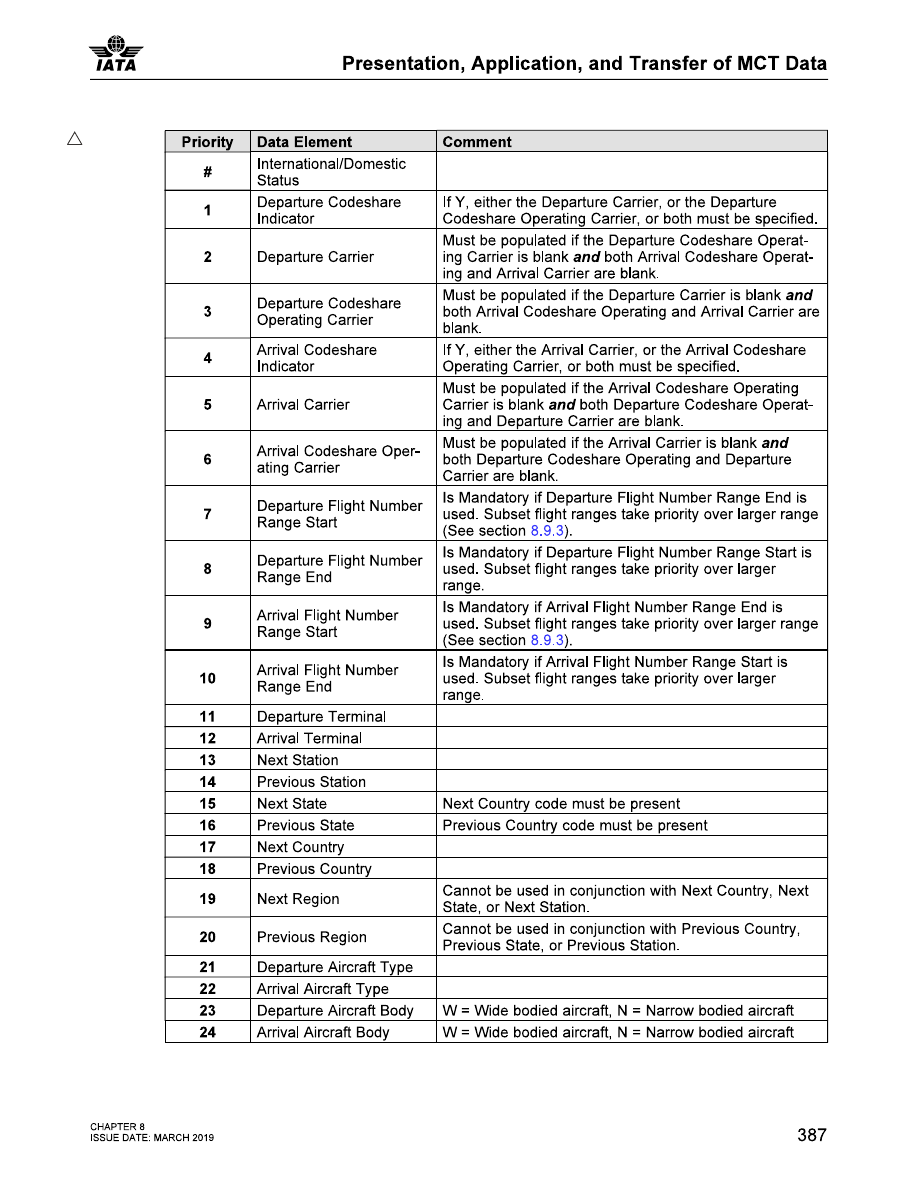 IATA
Presentation, Application, and Transfer of MCT Data
△
Priority Data Element Comment
# International/Domestic
Status
1 Departure Codeshare
Indicator
If Y, either the Departure Carrier, or the Departure
Codeshare Operating Carrier, or both must be specified.
2 Departure Carrier
Must be populated if the Departure Codeshare Operat-
ing Carrier is blank and both Arrival Codeshare Operat-
ing and Arrival Carrier are blank.
3 Departure Codeshare
Operating Carrier
Must be populated if the Departure Carrier is blank and
both Arrival Codeshare Operating and Arrival Carrier are
blank.
4 Arrival Codeshare
Indicator
If Y, either the Arrival Carrier, or the Arrival Codeshare
Operating Carrier, or both must be specified.
5 Arrival Carrier
Must be populated if the Arrival Codeshare Operating
Carrier is blank and both Departure Codeshare Operat-
ing and Departure Carrier are blank.
6 Arrival Codeshare Oper-
ating Carrier
Must be populated if the Arrival Carrier is blank and
both Departure Codeshare Operating and Departure
Carrier are blank.
7 Departure Flight Number
Range Start
Is Mandatory if Departure Flight Number Range End is
used. Subset flight ranges take priority over larger range
(See section 8.9.3).
8 Departure Flight Number
Range End
Is Mandatory if Departure Flight Number Range Start is
used. Subset flight ranges take priority over larger
range.
9 Arrival Flight Number
Range Start
Is Mandatory if Arrival Flight Number Range End is
used. Subset flight ranges take priority over larger range
(See section 8.9.3).
10 Arrival Flight Number
Range End
Is Mandatory if Arrival Flight Number Range Start is
used. Subset flight ranges take priority over larger
range.
11 Departure Terminal
12 Arrival Terminal
13 Next Station
14 Previous Station
15 Next State Next Country code must be present
16 Previous State Previous Country code must be present
17 Next Country
18 Previous Country
19 Next Region
Cannot be used in conjunction with Next Country, Next
State, or Next Station.
20 Previous Region
Cannot be used in conjunction with Previous Country,
Previous State, or Previous Station.
21 Departure Aircraft Type
22 Arrival Aircraft Type
23 Departure Aircraft Body W = Wide bodied aircraft, N = Narrow bodied aircraft
24 Arrival Aircraft Body W = Wide bodied aircraft, N = Narrow bodied aircraft
CHAPTER 8
ISSUE DATE: MARCH 2019
387